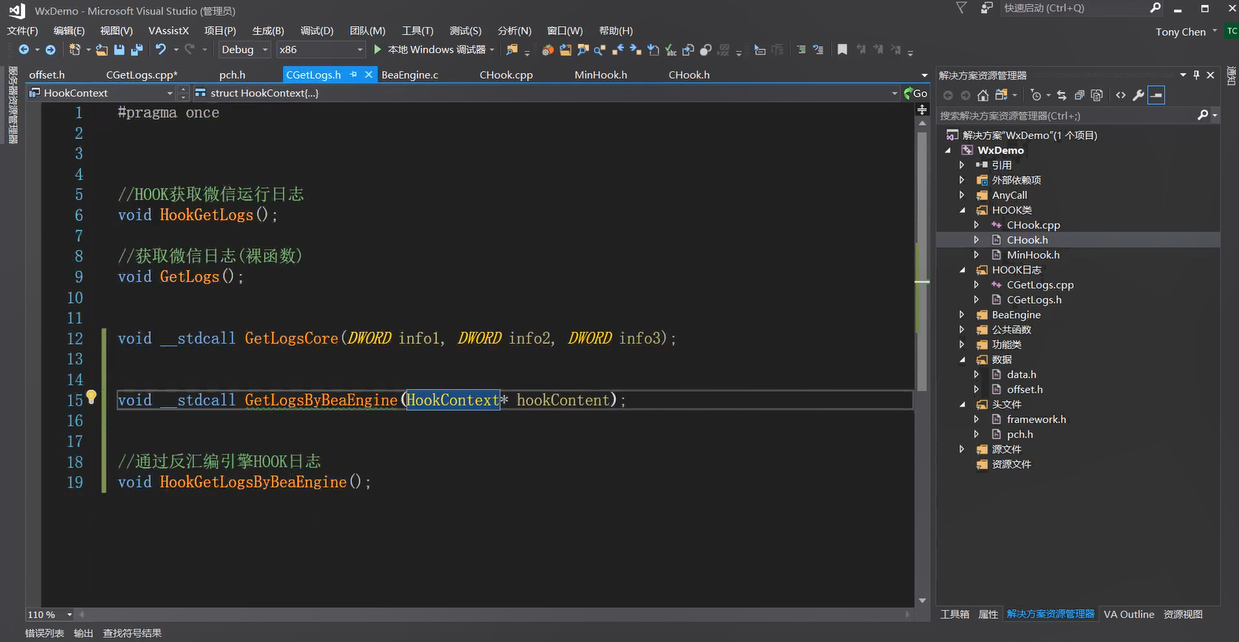 WxDemo - Microsoft Visual Studio (管理员)
快速启动 (Ctrl+Q)
文件(F) 编辑(E) 视图(V) VAssistX 项目(P) 生成(B) 调试(D) 团队(M) 工具(T) 测试(S) 分析(N) 窗口(W) 帮助(H)
Tony Chen TC
Debug x86 本地 Windows 调试器
服务器资源管理器
offset.h CGetLogs.cpp* pch.h CGetLogs.h BeaEngine.c CHook.cpp MinHook.h CHook.h
HookContext struct HookContext{...} Go
1 #pragma once
2
3
4
5 //HOOK获取微信运行日志
6 void HookGetLogs();
7
8 //获取微信日志(裸函数)
9 void GetLogs();
10
11
12 void __stdcall GetLogsCore(DWORD info1, DWORD info2, DWORD info3);
13
14
15 void __stdcall GetLogsByBeaEngine(HookContext* hookContent);
16
17
18 //通过反汇编引擎HOOK日志
19 void HookGetLogsByBeaEngine();
110 %
错误列表 输出 查找符号结果
解决方案资源管理器
搜索解决方案资源管理器(Ctrl+;)
解决方案"WxDemo"(1 个项目)
WxDemo
引用
外部依赖项
AnyCall
HOOK类
CHook.cpp
CHook.h
MinHook.h
HOOK日志
CGetLogs.cpp
CGetLogs.h
BeaEngine
公共函数
功能类
数据
data.h
offset.h
头文件
framework.h
pch.h
源文件
资源文件
工具箱 属性 解决方案资源管理器 VA Outline 资源视图
通知